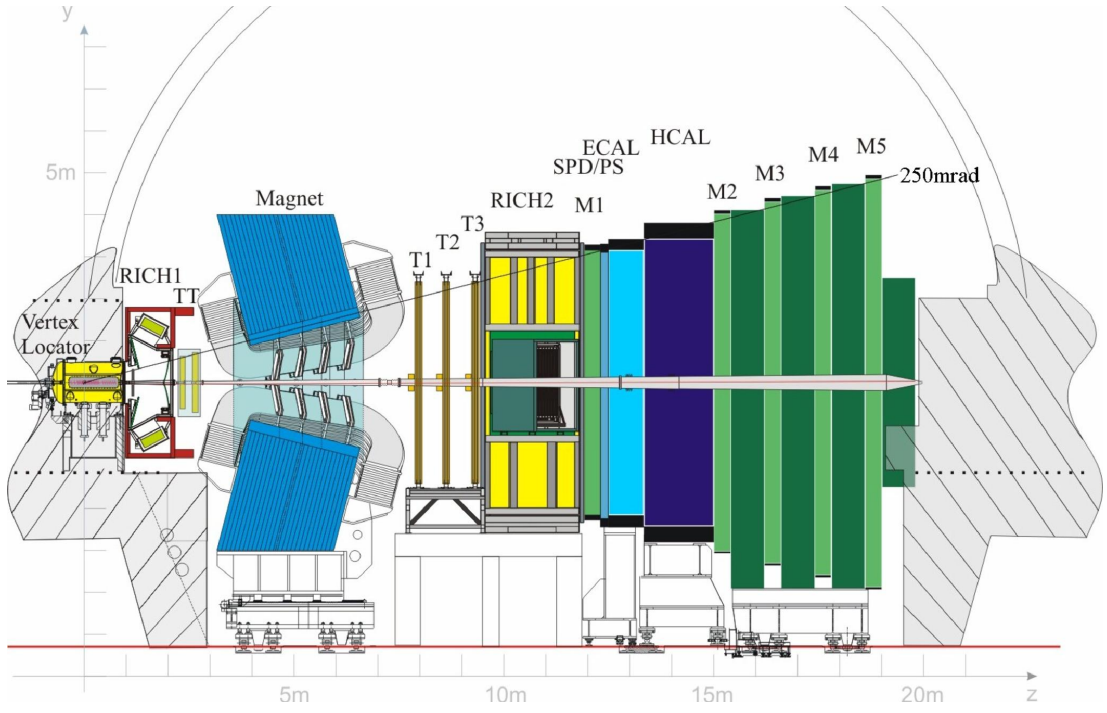 y
5m
Magnet
RICH1
TT
Vertex
Locator
T1
T2
T3
RICH2
M1
SPD/PS
ECAL
HCAL
M2
M3
M4
M5
250mrad
5m
10m
15m
20m
z